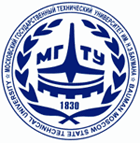 МОСКОВСКИЙ ГОСУДАРСТВЕННЫЙ ТЕХНИЧЕСКИЙ УНИВЕРСИТЕТ ИМ. Н.Э.БАУМАНА
МГТУ
1830
BAUMAN MOSCOW STATE TECHNICAL UNIVERSITY